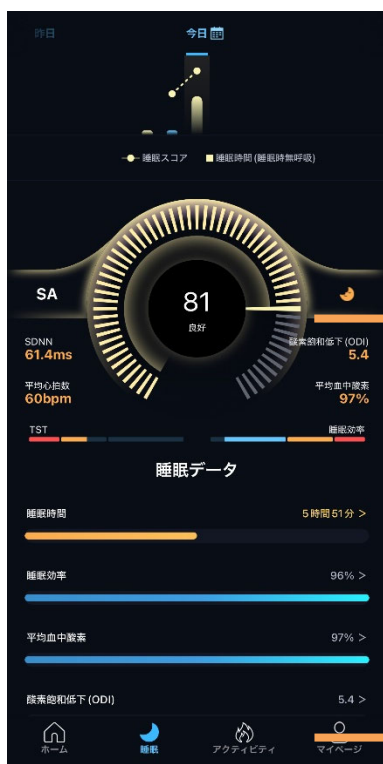 昨日
今日
睡眠スコア
睡眠時間 (睡眠時無呼吸)
SA
81
良好
SDNN
61.4ms
酸素飽和低下 (ODI)
5.4
平均心拍数
60bpm
平均血中酸素
97%
TST
睡眠効率
睡眠データ
睡眠時間
5時間51分 >
睡眠効率
96% >
平均血中酸素
97% >
酸素飽和低下 (ODI)
5.4 >
ホーム
睡眠
アクティビティ
マイページ